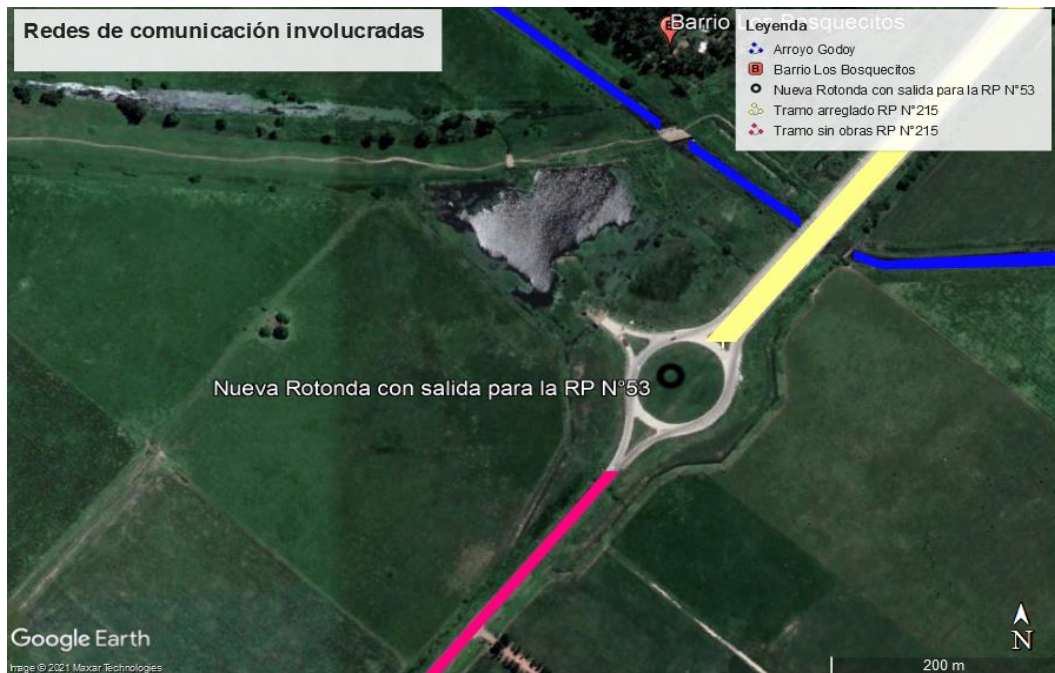 Redes de comunicación involucradas
Barrio Los Bosquecitos
Leyenda
Arroyo Godoy
B
Barrio Los Bosquecitos
Nueva Rotonda con salida para la RP N°53
Tramo arreglado RP N°215
Tramo sin obras RP N°215
Nueva Rotonda con salida para la RP N°53
Google Earth
Image © 2021 Maxar Technologies
N
200 m